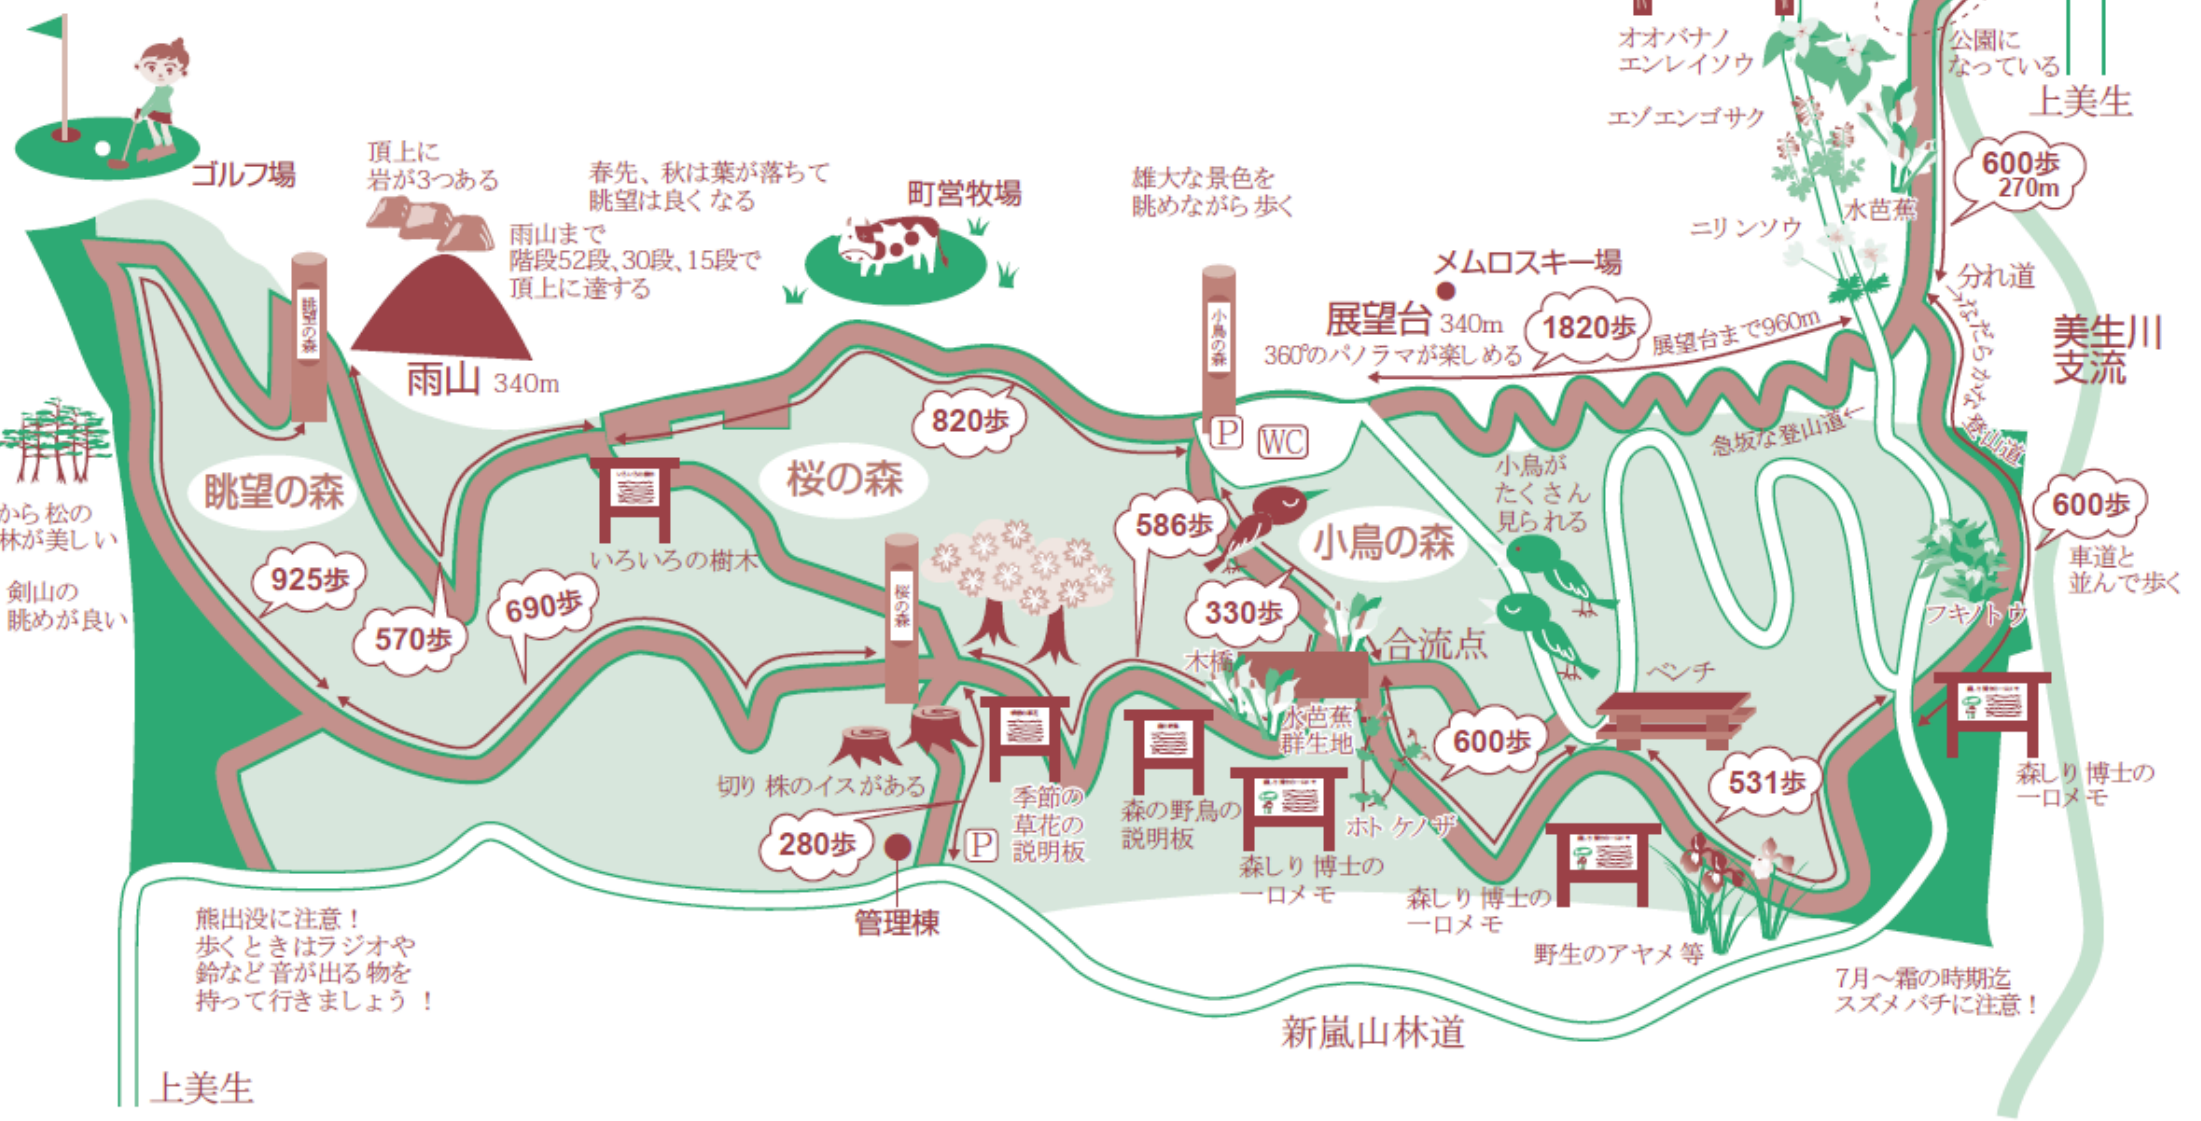 ゴルフ場
頂上に
岩が3つある
春先、秋は葉が落ちて
眺望は良くなる
雨山まで
階段52段、30段、15段で
頂上に達する
雨山 340m
眺望の森
町営牧場
雄大な景色を
眺めながら歩く
小鳥の森
メムロスキー場
展望台 340m
360°のパノラマが楽しめる
1820歩
展望台まで960m
オオバナノ
エンレイソウ
エゾエンゴサク
ニリンソウ
水芭蕉
公園に
なっている
上美生
600歩
270m
分れ道
→なだらかな登山道
急坂な登山道←
美生川
支流
600歩
車道と
並んで歩く
フキノトウ
から松の
林が美しい
剣山の
眺めが良い
眺望の森
925歩
570歩
690歩
いろいろの樹木
いろいろの樹木
桜の森
820歩
桜の森
586歩
330歩
P
WC
小鳥の森
小鳥が
たくさん
見られる
合流点
木橋
水芭蕉
群生地
ベンチ
600歩
531歩
切り株のイスがある
280歩
P
管理棟
季節の
草花の
説明板
森の野鳥の
説明板
森しり博士の
一口メモ
ホトケノザ
森しり博士の
一口メモ
野生のアヤメ等
森しり博士の
一口メモ
7月～霜の時期迄
スズメバチに注意！
熊出没に注意！
歩くときはラジオや
鈴など音が出る物を
持って行きましょう！
新嵐山林道
上美生